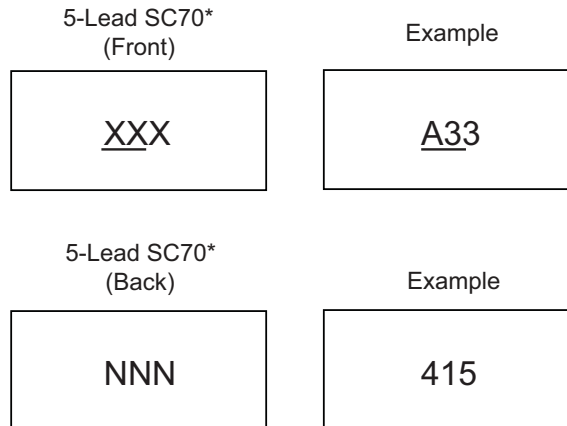 5-Lead SC70*
(Front)
Example
XXX
A33
5-Lead SC70*
(Back)
Example
NNN
415